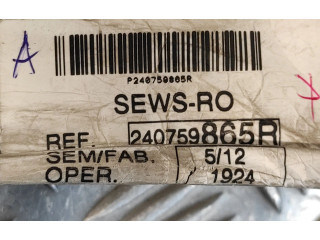 A
P240759865R
SEWS-RO
REF. 240759865R
SEM/FAB. 5/12
OPER. 1924